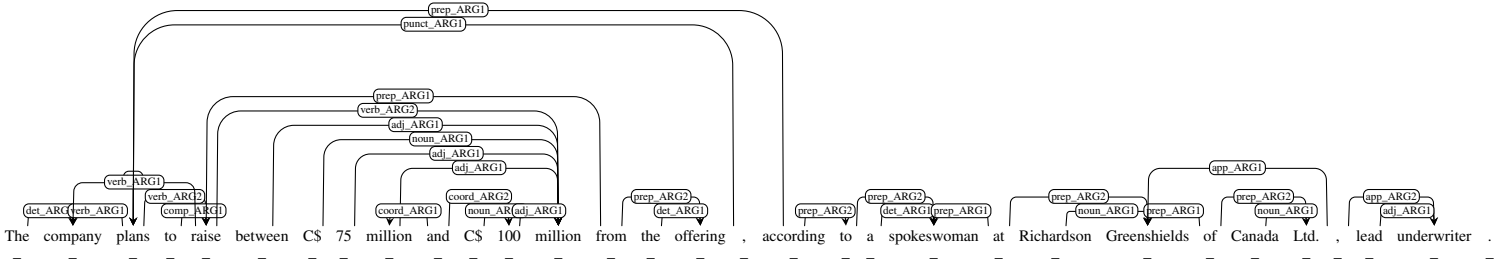 prep_ARG1
punct_ARG1
prep_ARG1
verb_ARG2
adj_ARG1
noun_ARG1
adj_ARG1
adj_ARG1 app_ARG1
verb_ARG1
verb_ARG2 coord_ARG2 prep_ARG2 prep_ARG2 prep_ARG2 prep_ARG2 app_ARG2
det_ARG verb_ARG1 comp_ARG1 coord_ARG1 noun_AR adj_ARG1 det_ARG1 prep_ARG2 det_ARG1 prep_ARG1 noun_ARG1 prep_ARG1 noun_ARG1 adj_ARG1
The company plans to raise between C$ 75 million and C$ 100 million from the offering , according to a spokeswoman at Richardson Greenshields of Canada Ltd. , lead underwriter .
_ _ _ _ _ _ _ _ _ _ _ _ _ _ _ _ _ _ _ _ _ _ _ _ _ _ _ _ _ _ _